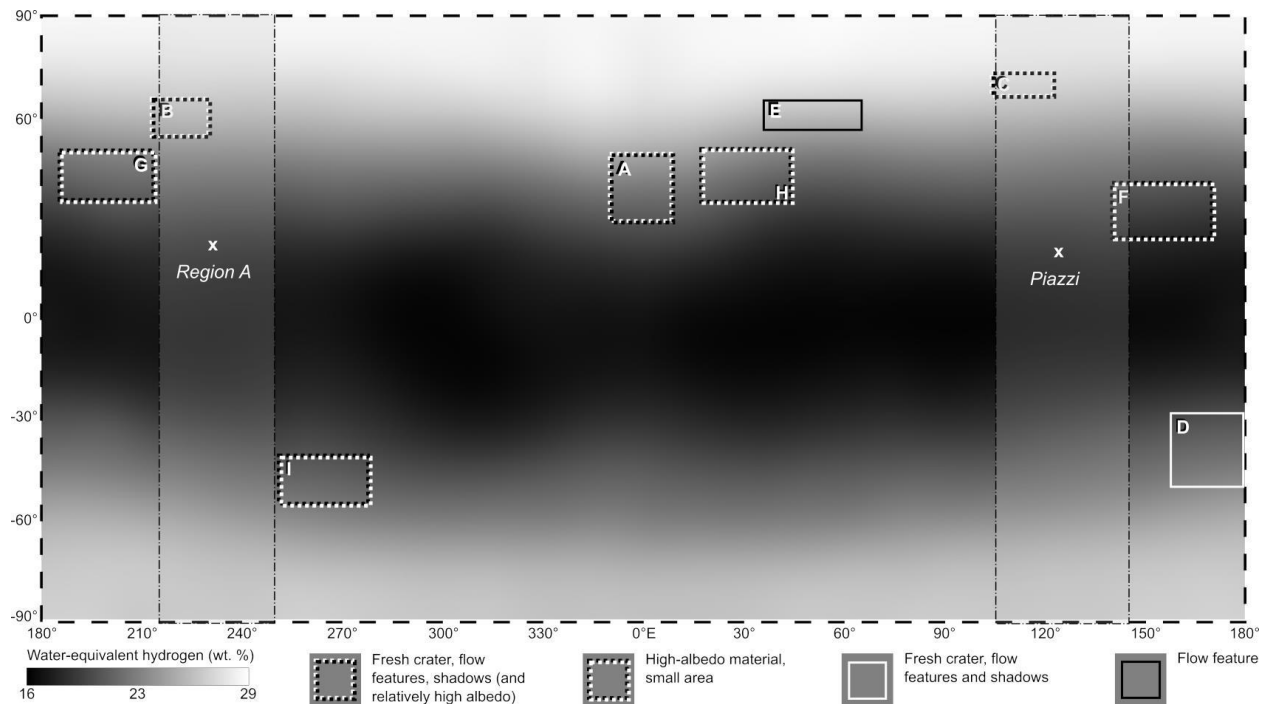 90°
B
C
E
60°
G
A
H
F
x
Region A
x
Piazzi
0°
-30°
D
I
-60°
-90°
180° 210° 240° 270° 300° 330° 0°E 30° 60° 90° 120° 150° 180°
Water-equivalent hydrogen (wt. %)
16 23 29
Fresh crater, flow
features, shadows (and
relatively high albedo)
High-albedo material,
small area
Fresh crater, flow
features and shadows
Flow feature